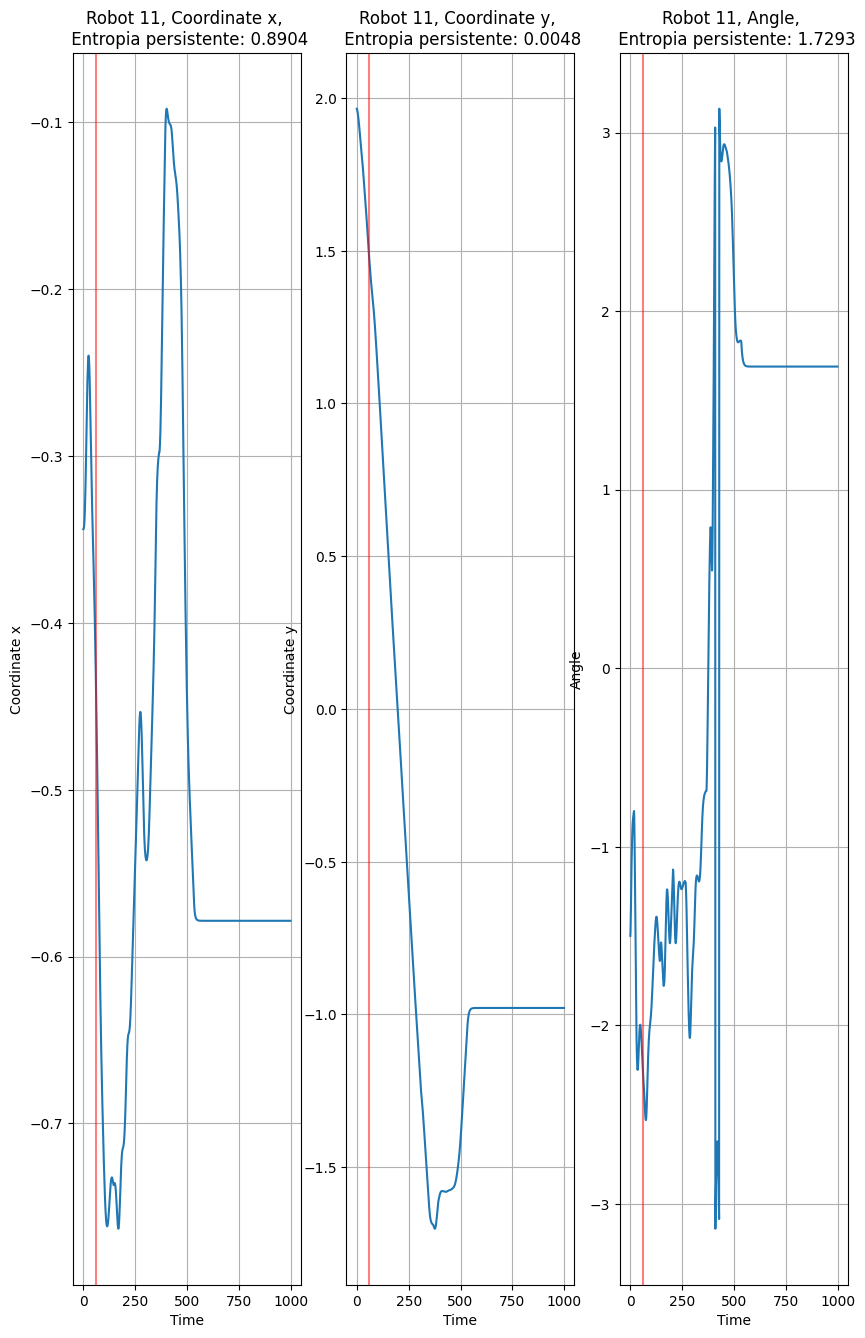 Robot 11, Coordinate x,
Entropia persistente: 0.8904
Robot 11, Coordinate y,
Entropia persistente: 0.0048
Robot 11, Angle,
Entropia persistente: 1.7293
Coordinate x
−0.1
−0.2
−0.3
−0.4
−0.5
−0.6
−0.7
0 250 500 750 1000
Time
Coordinate y
2.0
1.5
1.0
0.5
0.0
−0.5
−1.0
−1.5
0 250 500 750 1000
Time
Angle
3
2
1
0
−1
−2
−3
0 250 500 750 1000
Time